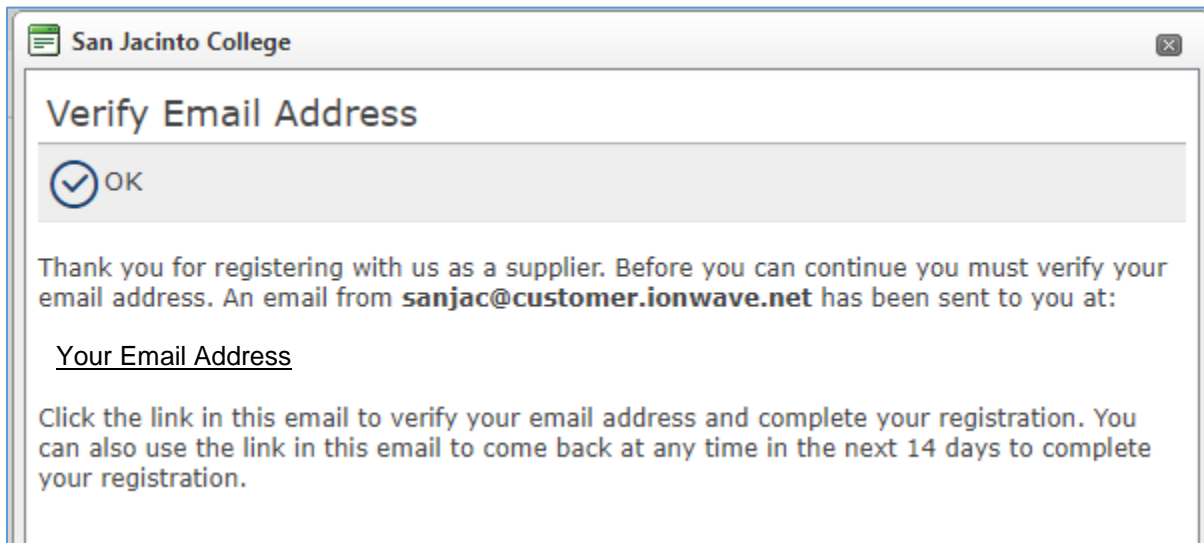 San Jacinto College
Verify Email Address
OK
Thank you for registering with us as a supplier. Before you can continue you must verify your
email address. An email from sanjac@customer.ionwave.net has been sent to you at:
Your Email Address
Click the link in this email to verify your email address and complete your registration. You
can also use the link in this email to come back at any time in the next 14 days to complete
your registration.